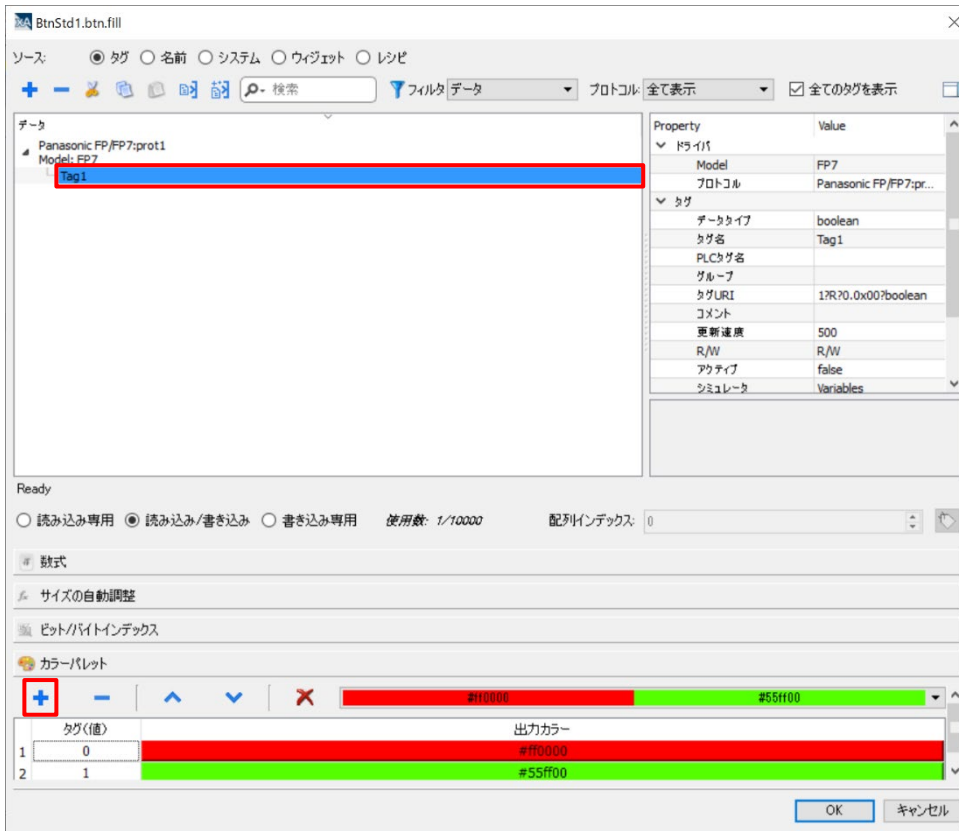 BtnStd1.btn.fill
ソース: タグ 名前 システム ウィジェット レシピ
検索 フィルタ データ プロトコル: 全て表示 全てのタグを表示
データ
Panasonic FP/FP7:prot1
Model: FP7
Tag1
Property Value
ドライバ
Model FP7
プロトコル Panasonic FP/FP7:pr...
タグ
データタイプ boolean
タグ名 Tag1
PLCタグ名
グループ
タグURI 1?R?0.0x00?boolean
コメント
更新速度 500
R/W R/W
アクティブ false
シミュレータ Variables
Ready
読み込み専用 読み込み/書き込み 書き込み専用 使用数: 1/10000 配列インデックス: 0
数式
サイズの自動調整
ビット/バイトインデックス
カラーパレット
#ff0000 #55ff00
タグ(値) 出力カラー
1 0 #ff0000
2 1 #55ff00
OK キャンセル